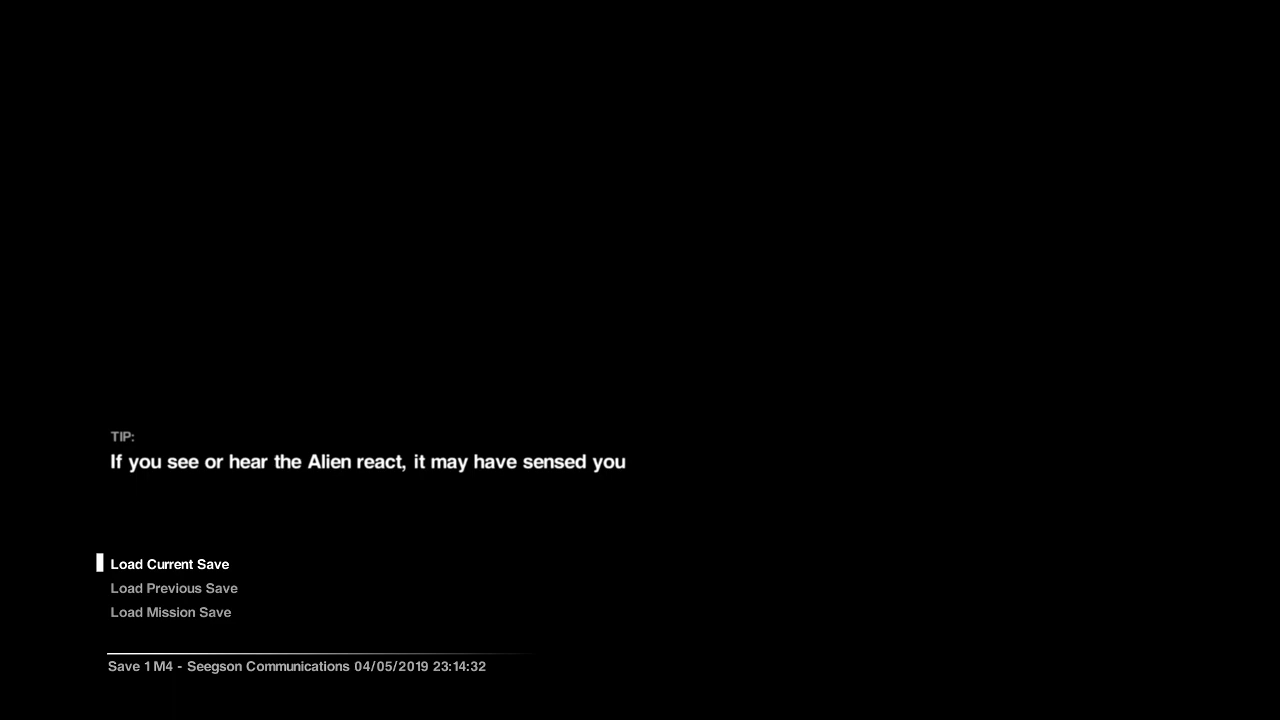 TIP:
If you see or hear the Alien react, it may have sensed you
Load Current Save
Load Previous Save
Load Mission Save
Save 1 M4 - Seegson Communications 04/05/2019 23:14:32